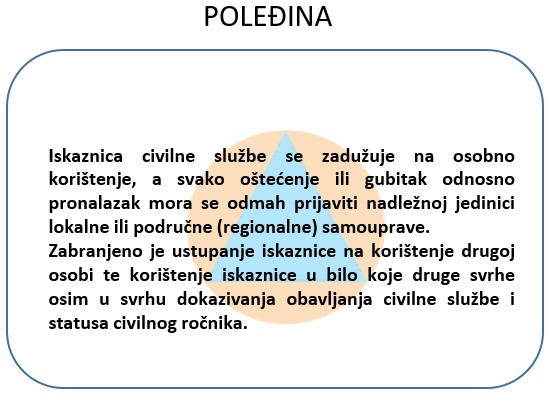 POLEĐINA
Iskaznica civilne službe se zadužuje na osobno
korištenje, a svako oštećenje ili gubitak odnosno
pronalazak mora se odmah prijaviti nadležnoj jedinici
lokalne ili područne (regionalne) samouprave.
Zabranjeno je ustupanje iskaznice na korištenje drugoj
osobi te korištenje iskaznice u bilo koje druge svrhe
osim u svrhu dokazivanja obavljanja civilne službe i
statusa civilnog ročnika.